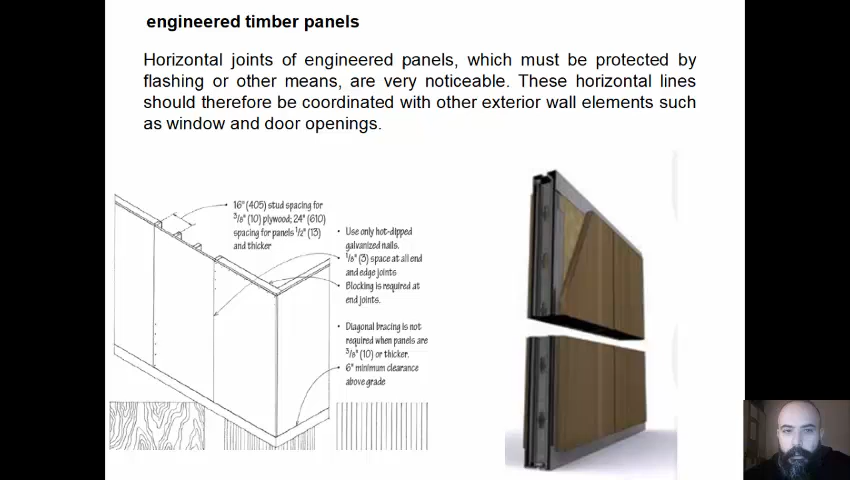 engineered timber panels
Horizontal joints of engineered panels, which must be protected by
flashing or other means, are very noticeable. These horizontal lines
should therefore be coordinated with other exterior wall elements such
as window and door openings.
• 16" (405) stud spacing for
3/8" (10) plywood; 24" (610)
spacing for panels 1/2" (13)
and thicker
• Use only hot-dipped
galvanized nails.
• 1/8" (3) space at all end
and edge joints
• Blocking is required at
end joints.
• Diagonal bracing is not
required when panels are
3/8" (10) or thicker.
• 6" minimum clearance
above grade